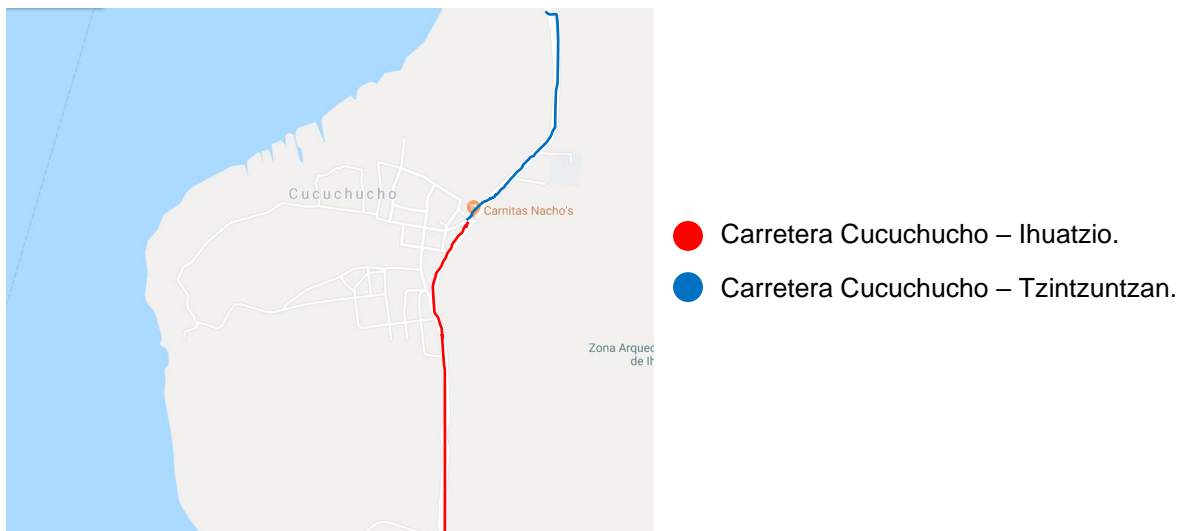 Cucuchucho
Carnitas Nacho's
Zona Arqueo
de Ih
Carretera Cucuchucho – Ihuatzio.
Carretera Cucuchucho – Tzintzuntzan.